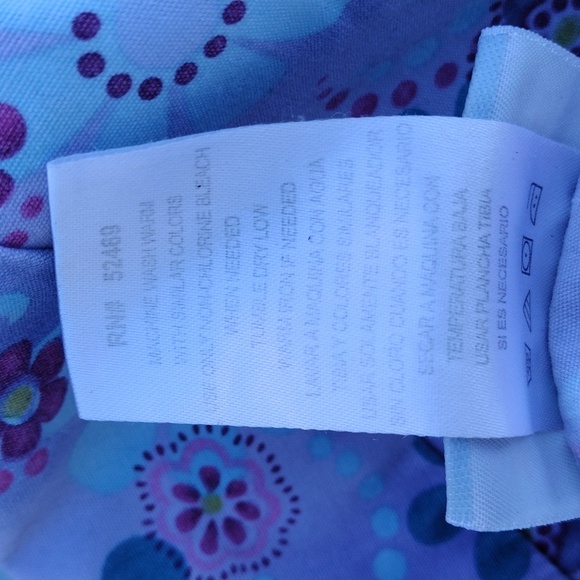 RN# 52469
MACHINE WASH WARM
WITH SIMILAR COLORS
USE ONLY NON-CHLORINE BLEACH
WHEN NEEDED
TUMBLE DRY LOW
WARM IRON IF NEEDED
LAVAR A MAQUINA CON AGUA
TIBIA Y COLORES SIMILARES
USAR SOLAMENTE BLANQUEADOR
SIN CLORO CUANDO ES NECESARIO
SECAR A MAQUINA CON
TEMPERATURA BAJA
USAR PLANCHA TIBIA
SI ES NECESARIO